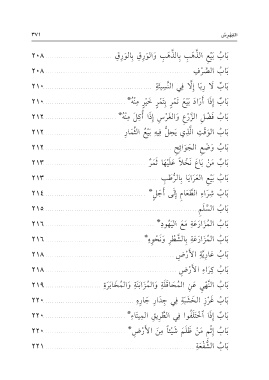 الفِهْرِسْ ٣٧١
بَابُ بَيْعِ الذَّهَبِ بِالذَّهَبِ وَالوَرِقِ بِالوَرِقِ ٢٠٨
بَابُ الصَّرْفِ ٢٠٨
بَابُ لَا رِبَا إِلَّا فِي النَّسِيئَةِ ٢١٠
بَابُ إِذَا أَرَادَ بَيْعَ تَمْرٍ بِتَمْرٍ خَيْرٍ مِنْهُ* ٢١٠
بَابُ فَضْلِ الزَّرْعِ وَالغَرْسِ إِذَا أُكِلَ مِنْهُ* ٢١٢
بَابُ الوَقْتِ الَّذِي يَحِلُّ فِيهِ بَيْعُ الثِّمَارِ ٢١٢
بَابُ وَضْعِ الجَوَائِحِ ٢١٢
بَابُ مَنْ بَاعَ نَخْلاً عَلَيْهَا تَمْرٌ ٢١٣
بَابُ بَيْعِ العَرَايَا بِالرُّطَبِ ٢١٣
بَابُ شِرَاءِ الطَّعَامِ إِلَى أَجَلٍ* ٢١٤
بَابُ السَّلَمِ ٢١٥
بَابُ المُزَارَعَةِ مَعَ اليَهُودِ* ٢١٦
بَابُ المُزَارَعَةِ بِالشَّطْرِ وَنَحْوِهِ* ٢١٦
بَابُ عَارِيَّةِ الأَرْضِ ٢١٨
بَابُ كِرَاءِ الأَرْضِ ٢١٨
بَابُ النَّهْيِ عَنِ المُحَاقَلَةِ وَالمُزَابَنَةِ وَالمُخَابَرَةِ ٢١٩
بَابُ غَرْزِ الخَشَبَةِ فِي جِدَارِ جَارِهِ ٢٢٠
بَابُ إِذَا اخْتَلَفُوا فِي الطَّرِيقِ المِيتَاءِ* ٢٢٠
بَابُ إِثْمِ مَنْ ظَلَمَ شَيْئاً مِنَ الأَرْضِ* ٢٢٠
بَابُ الشُّفْعَةِ ٢٢١